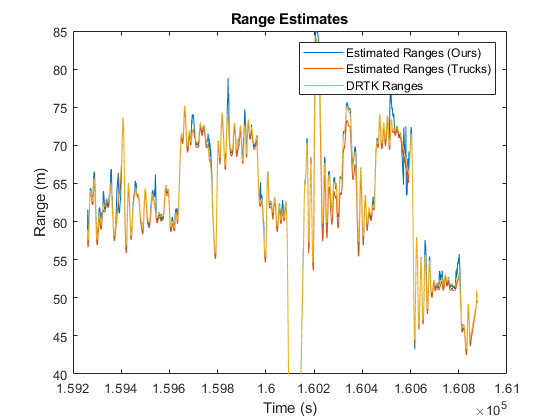 Range Estimates
85
80
75
70
65
60
55
50
45
40
Range (m)
Estimated Ranges (Ours)
Estimated Ranges (Trucks)
DRTK Ranges
1.592 1.594 1.596 1.598 1.6 1.602 1.604 1.606 1.608 1.61
Time (s)
×10⁵